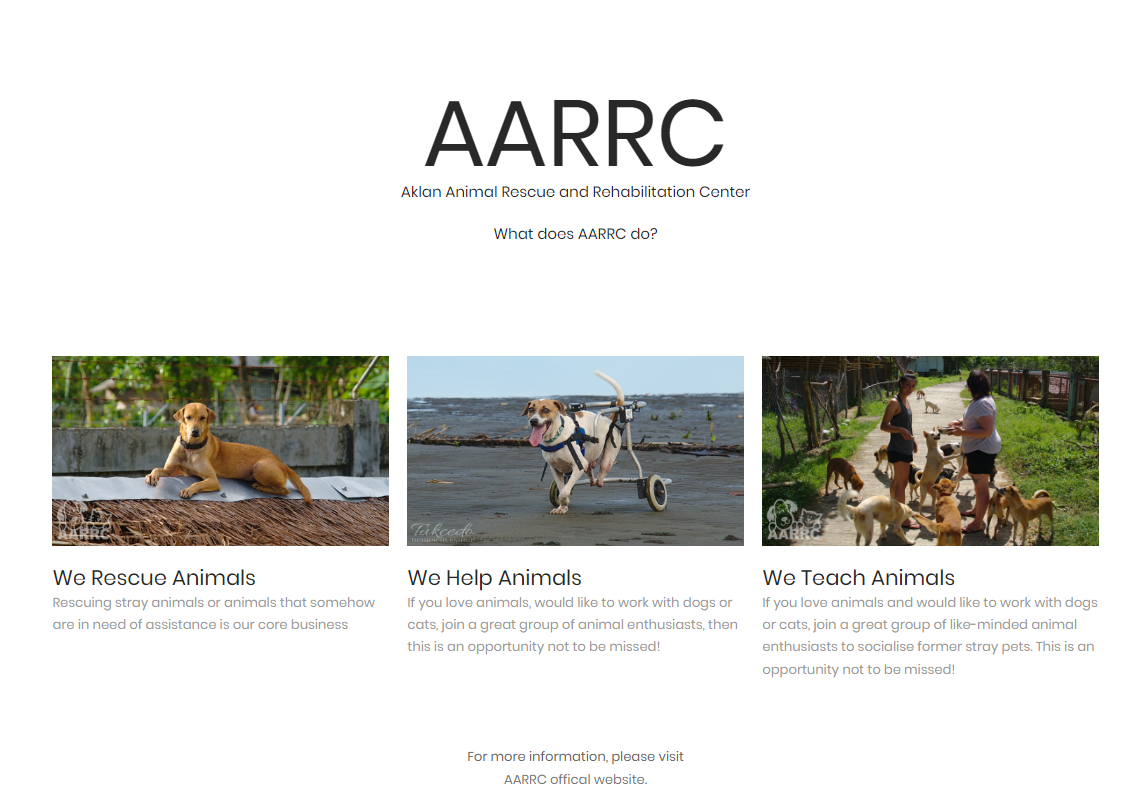 AARRC
Aklan Animal Rescue and Rehabilitation Center
What does AARRC do?
AARRC
Tukcedo
AARRC
We Rescue Animals
Rescuing stray animals or animals that somehow
are in need of assistance is our core business
We Help Animals
If you love animals, would like to work with dogs or
cats, join a great group of animal enthusiasts, then
this is an opportunity not to be missed!
We Teach Animals
If you love animals and would like to work with dogs
or cats, join a great group of like-minded animal
enthusiasts to socialise former stray pets. This is an
opportunity not to be missed!
For more information, please visit
AARRC offical website.